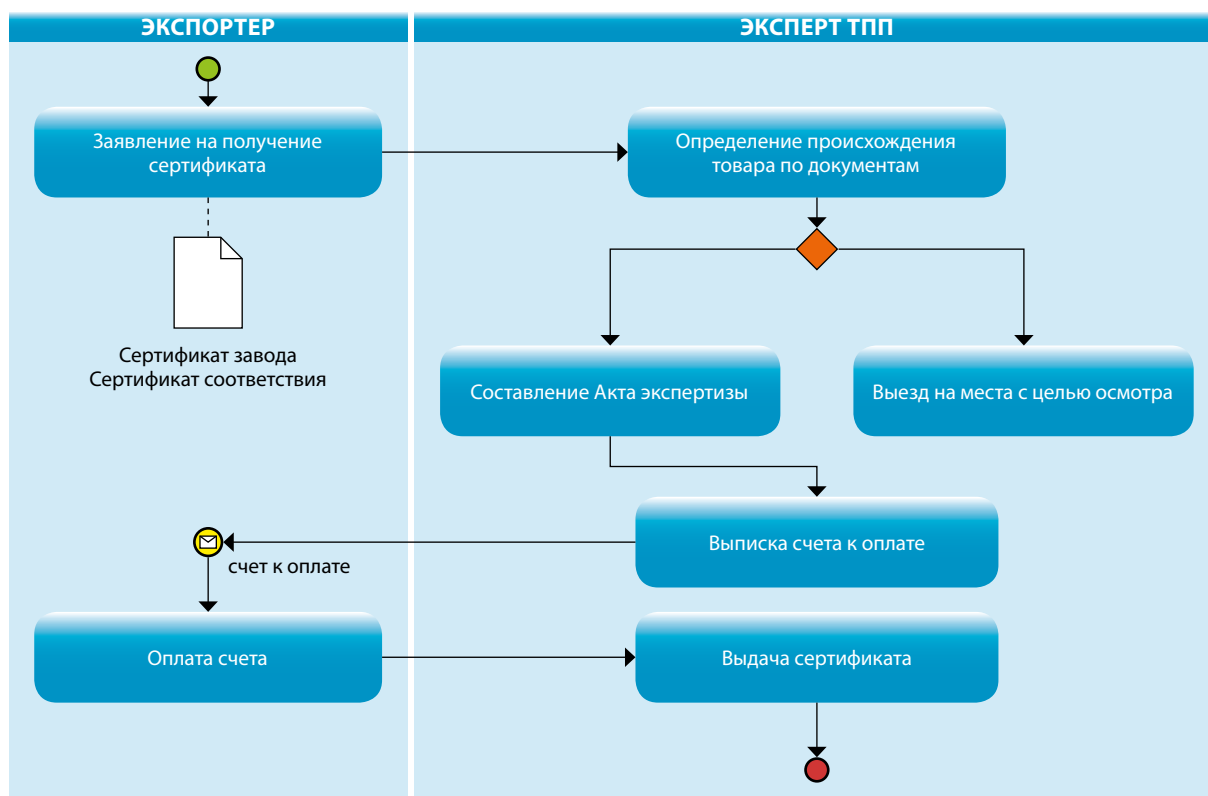 ЭКСПОРТЕР
ЭКСПЕРТ ТПП
Заявление на получение
сертификата
Определение происхождения
товара по документам
Сертификат завода
Сертификат соответствия
Составление Акта экспертизы
Выезд на места с целью осмотра
Выписка счета к оплате
счет к оплате
Оплата счета
Выдача сертификата